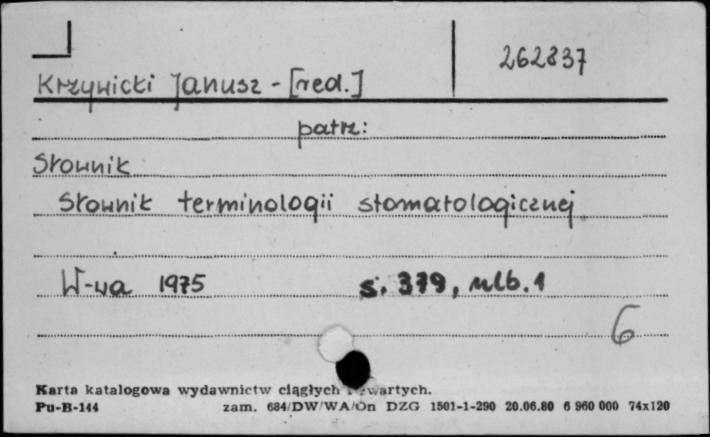 262837
Krzywicki Janusz - [red.]
patrz:
Słownik
Słownik terminologii stomatologicznej
W-wa 1975 s. 379, nlb. 1
6
Karta katalogowa wydawnictw ciągłych i zwartych.
Pu-B-144 zam. 684/DW/WA/On DZG 1501-1-290 20.06.80 6 960 000 74x120